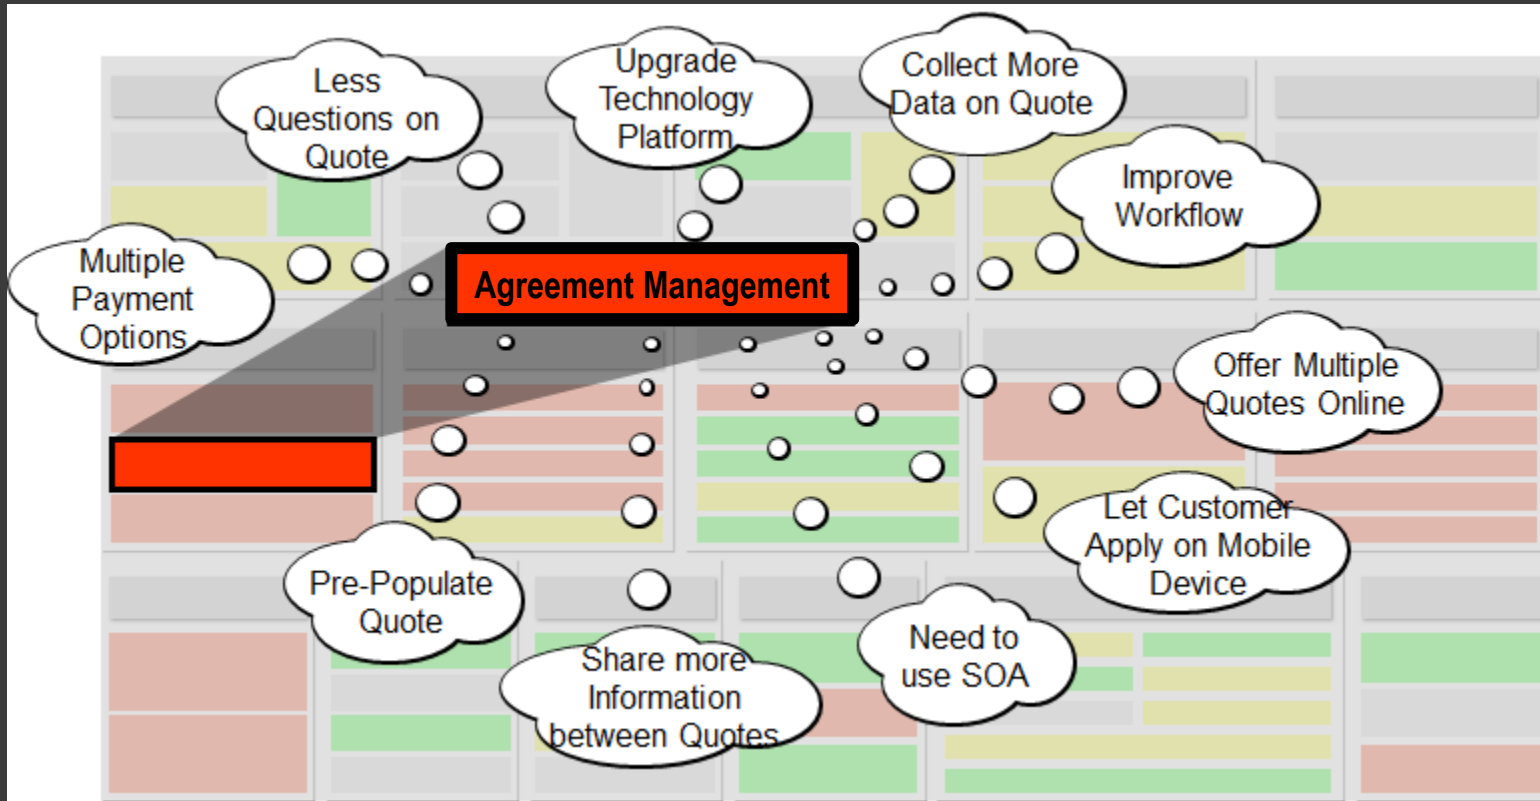 Less
Questions on
Quote
Upgrade
Technology
Platform
Collect More
Data on Quote
Improve
Workflow
Multiple
Payment
Options
Agreement Management
Offer Multiple
Quotes Online
Let Customer
Apply on Mobile
Device
Pre-Populate
Quote
Share more
Information
between Quotes
Need to
use SOA